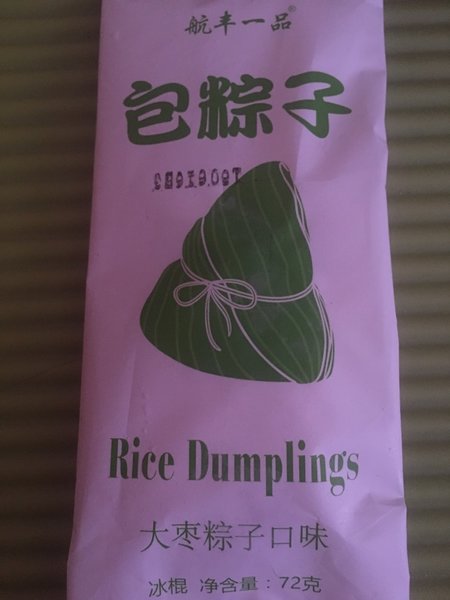 航丰一品®
包粽子
Rice Dumplings
大枣粽子口味
冰棍 净含量：72克